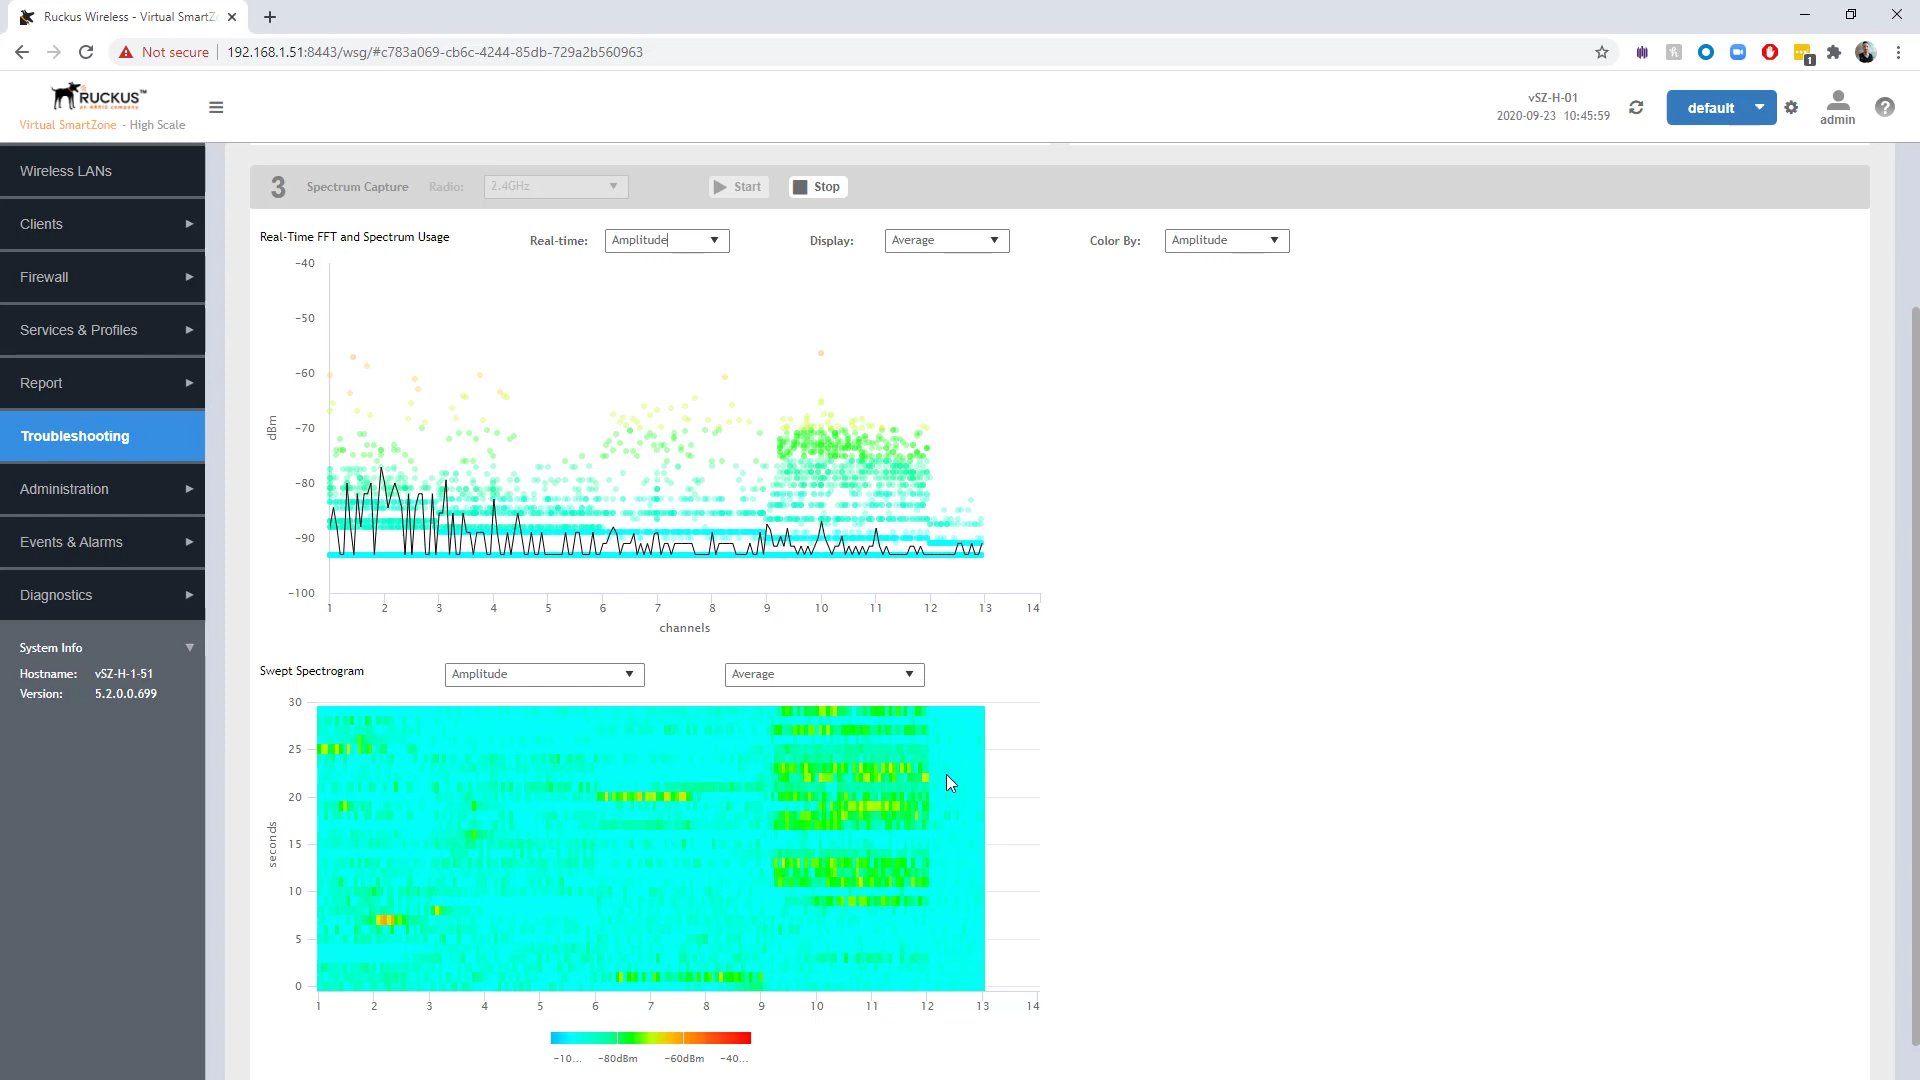 Ruckus Wireless - Virtual SmartZ
Not secure
192.168.1.51:8443/wsg/#c783a069-cb6c-4244-85db-729a2b560963
1
RUCKUS™
Virtual SmartZone - High Scale
vSZ-H-01
2020-09-23 10:45:59
default
admin
?
Wireless LANs
Clients
Firewall
Services & Profiles
Report
Troubleshooting
Administration
Events & Alarms
Diagnostics
System Info
Hostname: vSZ-H-1-51
Version: 5.2.0.0.699
3 Spectrum Capture Radio: 2.4GHz Start Stop
Real-Time FFT and Spectrum Usage Real-time: Amplitude Display: Average Color By: Amplitude
-40
-50
-60
dBm
-70
-80
-90
-100
1 2 3 4 5 6 7 8 9 10 11 12 13 14
channels
Swept Spectrogram Amplitude Average
30
25
20
seconds
15
10
5
0
1 2 3 4 5 6 7 8 9 10 11 12 13 14
-10... -80dBm -60dBm -40...